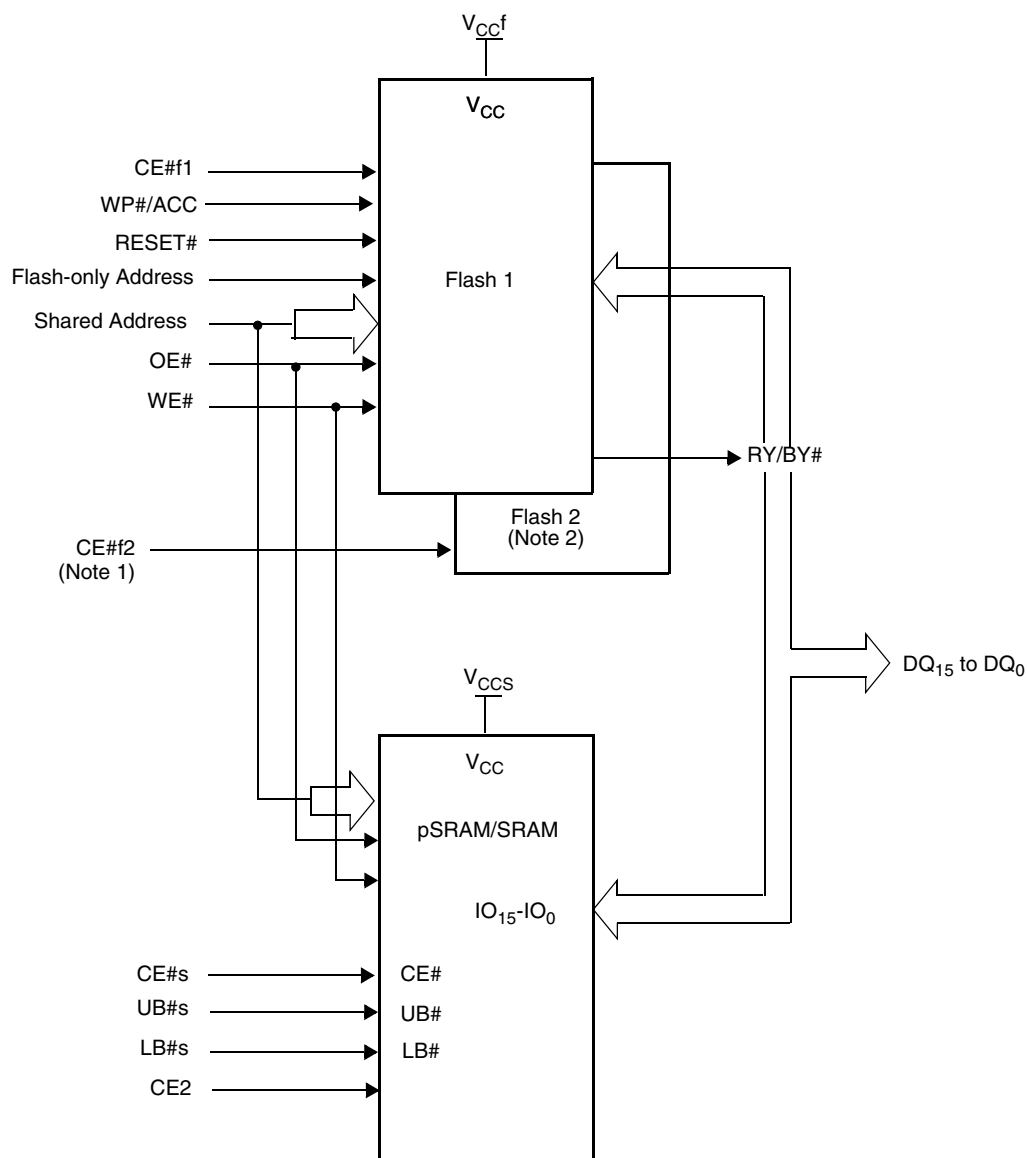 VCCf
VCC
CE#f1
WP#/ACC
RESET#
Flash-only Address
Flash 1
Shared Address
OE#
WE#
RY/BY#
Flash 2
(Note 2)
CE#f2
(Note 1)
DQ15 to DQ0
VCCS
VCC
pSRAM/SRAM
IO15-IO0
CE#s
CE#
UB#s
UB#
LB#s
LB#
CE2